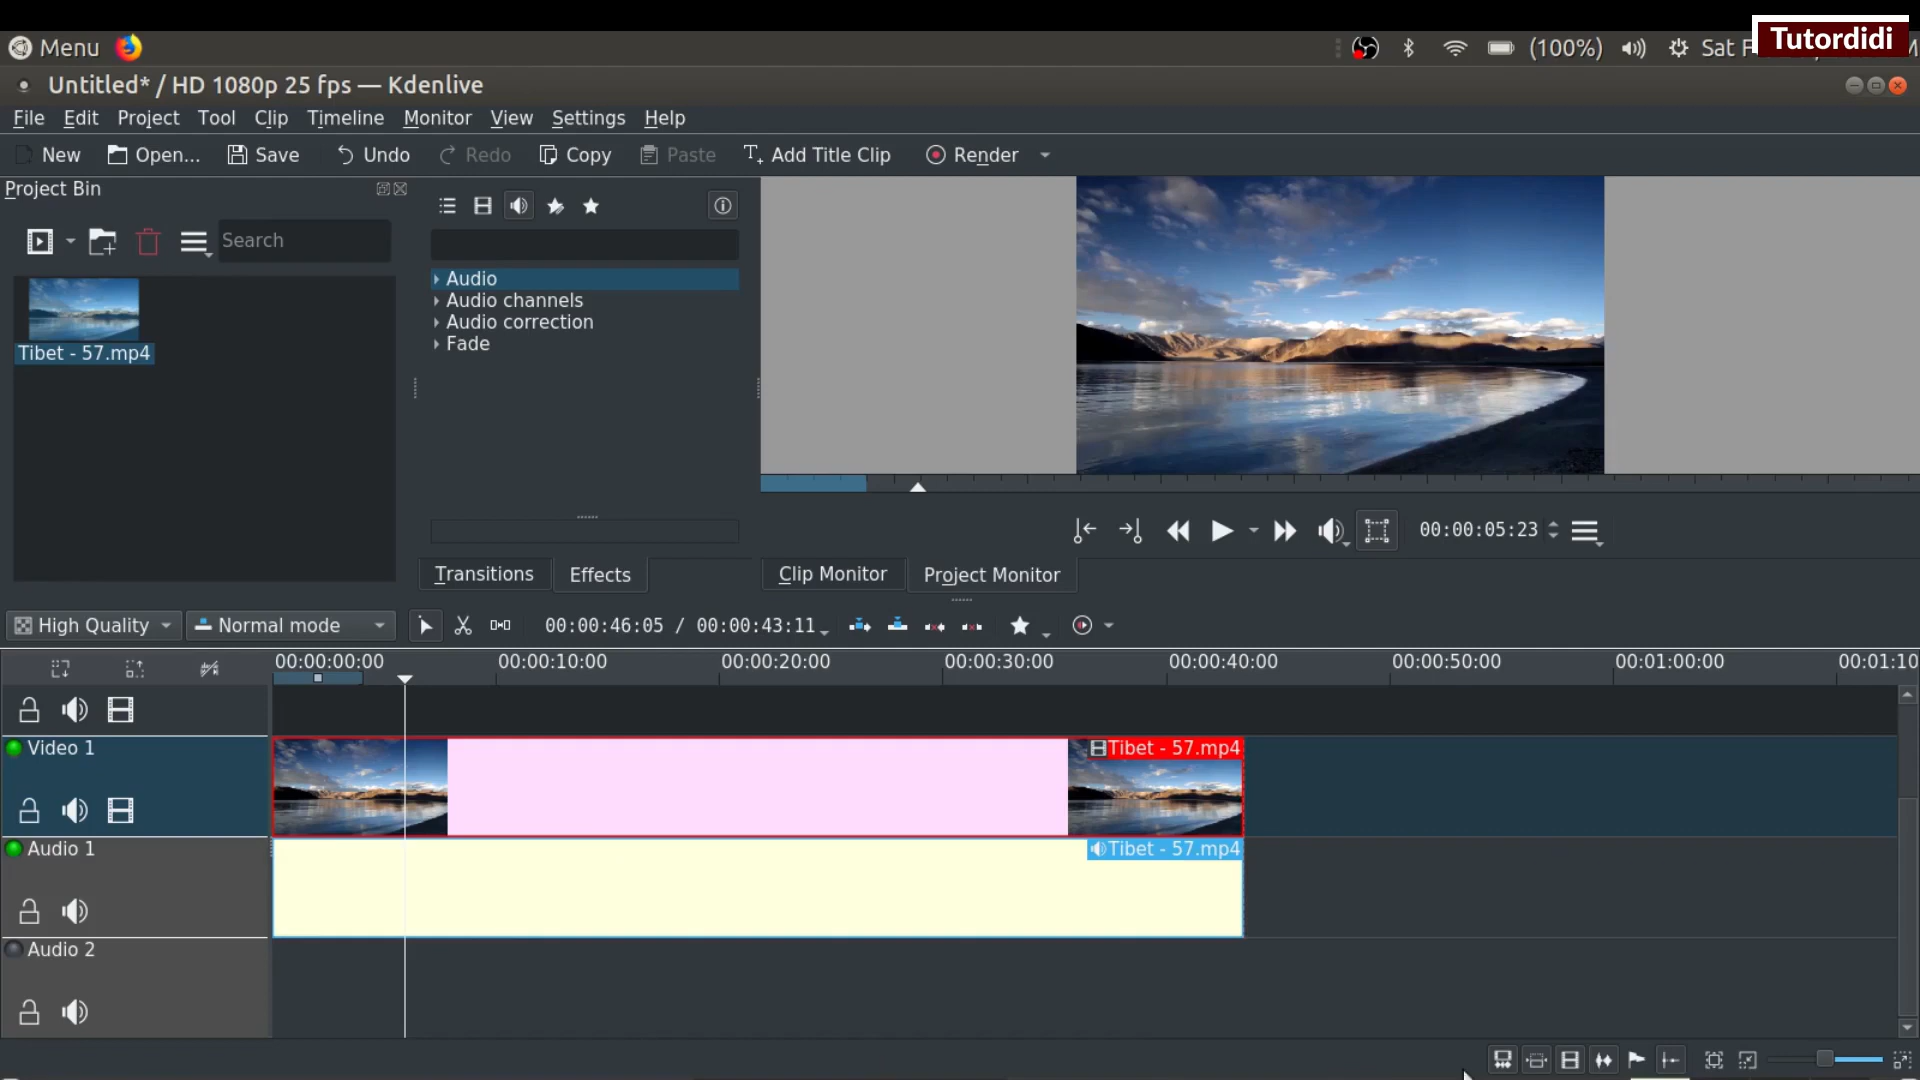 Tutordidi
Menu
(100%)
Sat F
Untitled* / HD 1080p 25 fps — Kdenlive
File Edit Project Tool Clip Timeline Monitor View Settings Help
New Open... Save Undo Redo Copy Paste Add Title Clip Render
Project Bin
Search
Tibet - 57.mp4
Audio
Audio channels
Audio correction
Fade
00:00:05:23
Transitions Effects Clip Monitor Project Monitor
High Quality Normal mode 00:00:46:05 / 00:00:43:11
00:00:00:00 00:00:10:00 00:00:20:00 00:00:30:00 00:00:40:00 00:00:50:00 00:01:00:00 00:01:10
Video 1
Tibet - 57.mp4
Audio 1
Tibet - 57.mp4
Audio 2